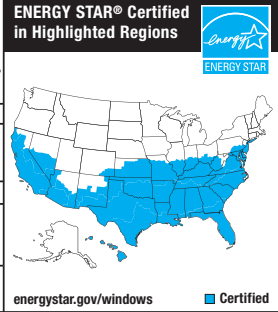 ENERGY STAR® Certified
in Highlighted Regions
energy
ENERGY STAR
energystar.gov/windows
Certified